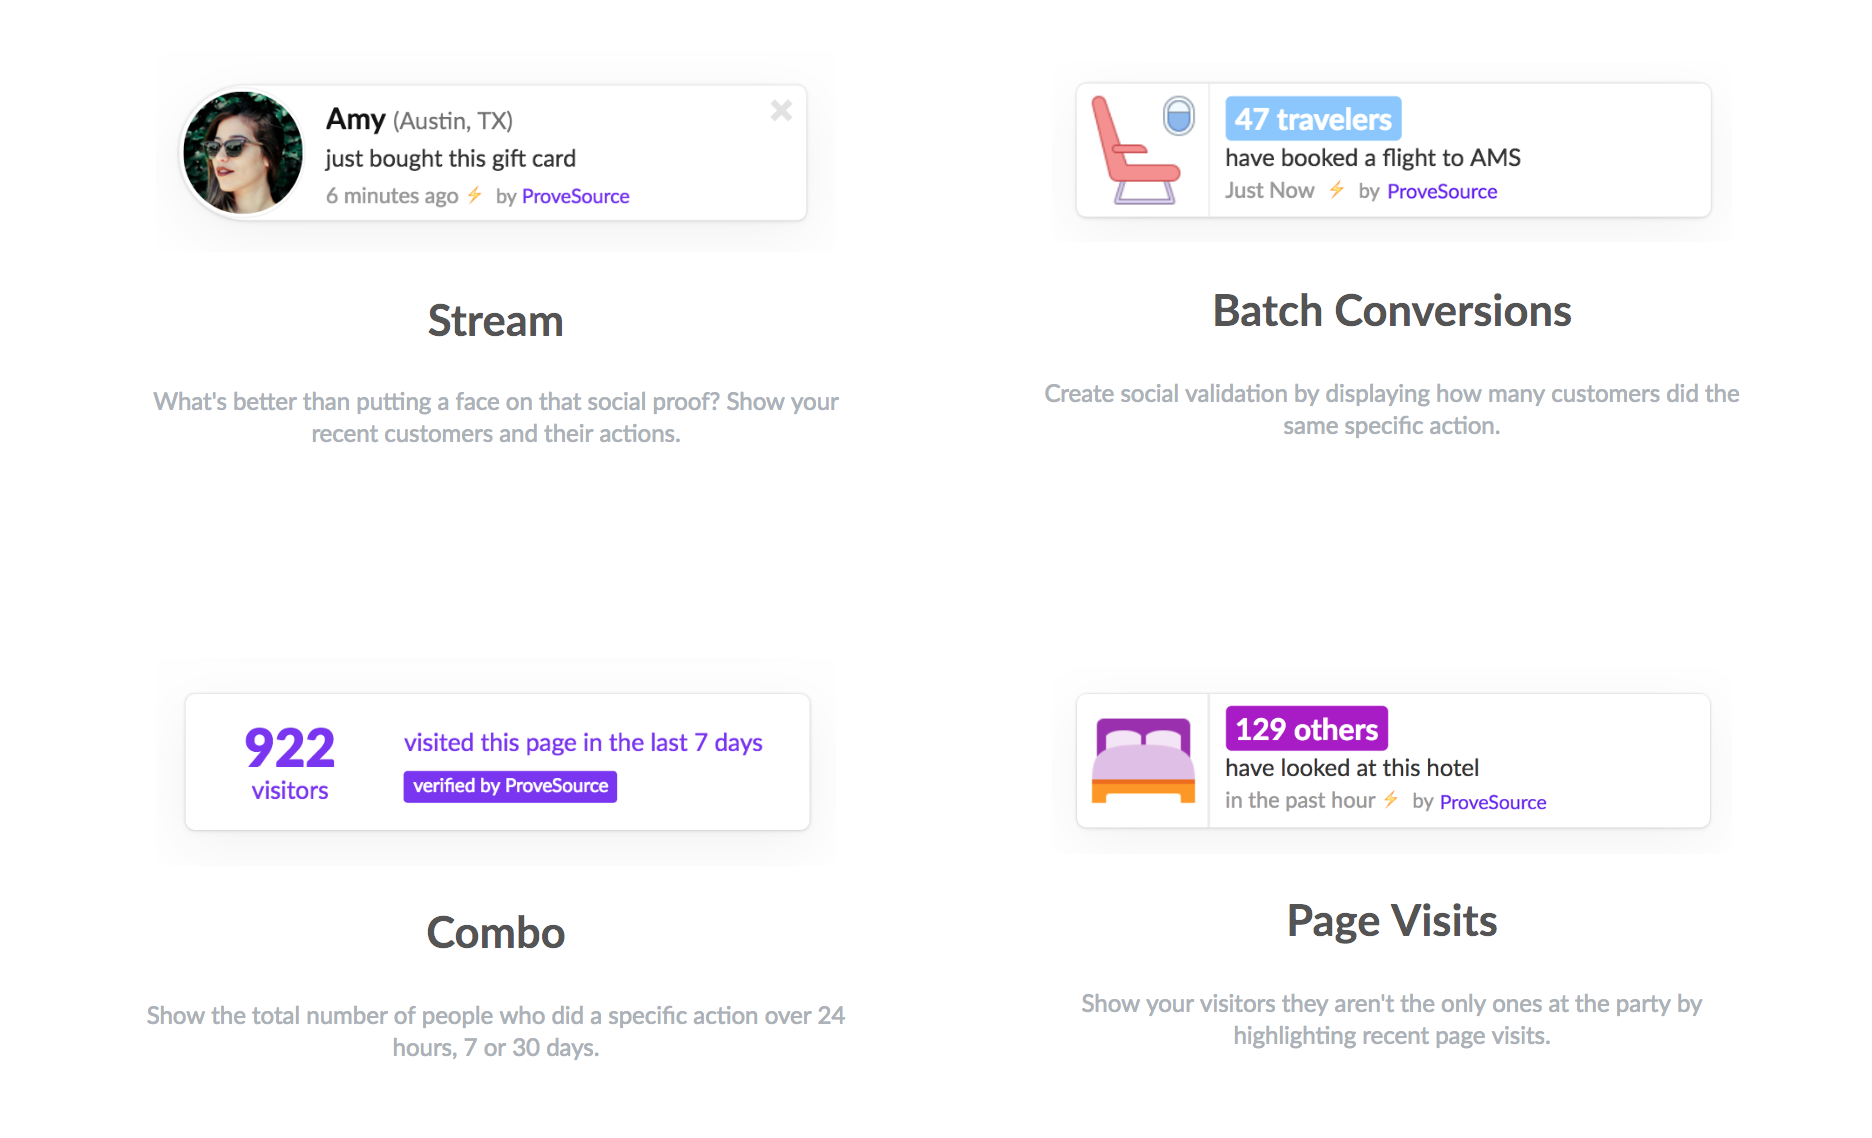 Amy (Austin, TX)
just bought this gift card
6 minutes ago ⚡ by ProveSource
Stream
What's better than putting a face on that social proof? Show your
recent customers and their actions.
47 travelers
have booked a flight to AMS
Just Now ⚡ by ProveSource
Batch Conversions
Create social validation by displaying how many customers did the
same specific action.
922
visitors
visited this page in the last 7 days
verified by ProveSource
Combo
Show the total number of people who did a specific action over 24
hours, 7 or 30 days.
129 others
have looked at this hotel
in the past hour ⚡ by ProveSource
Page Visits
Show your visitors they aren't the only ones at the party by
highlighting recent page visits.